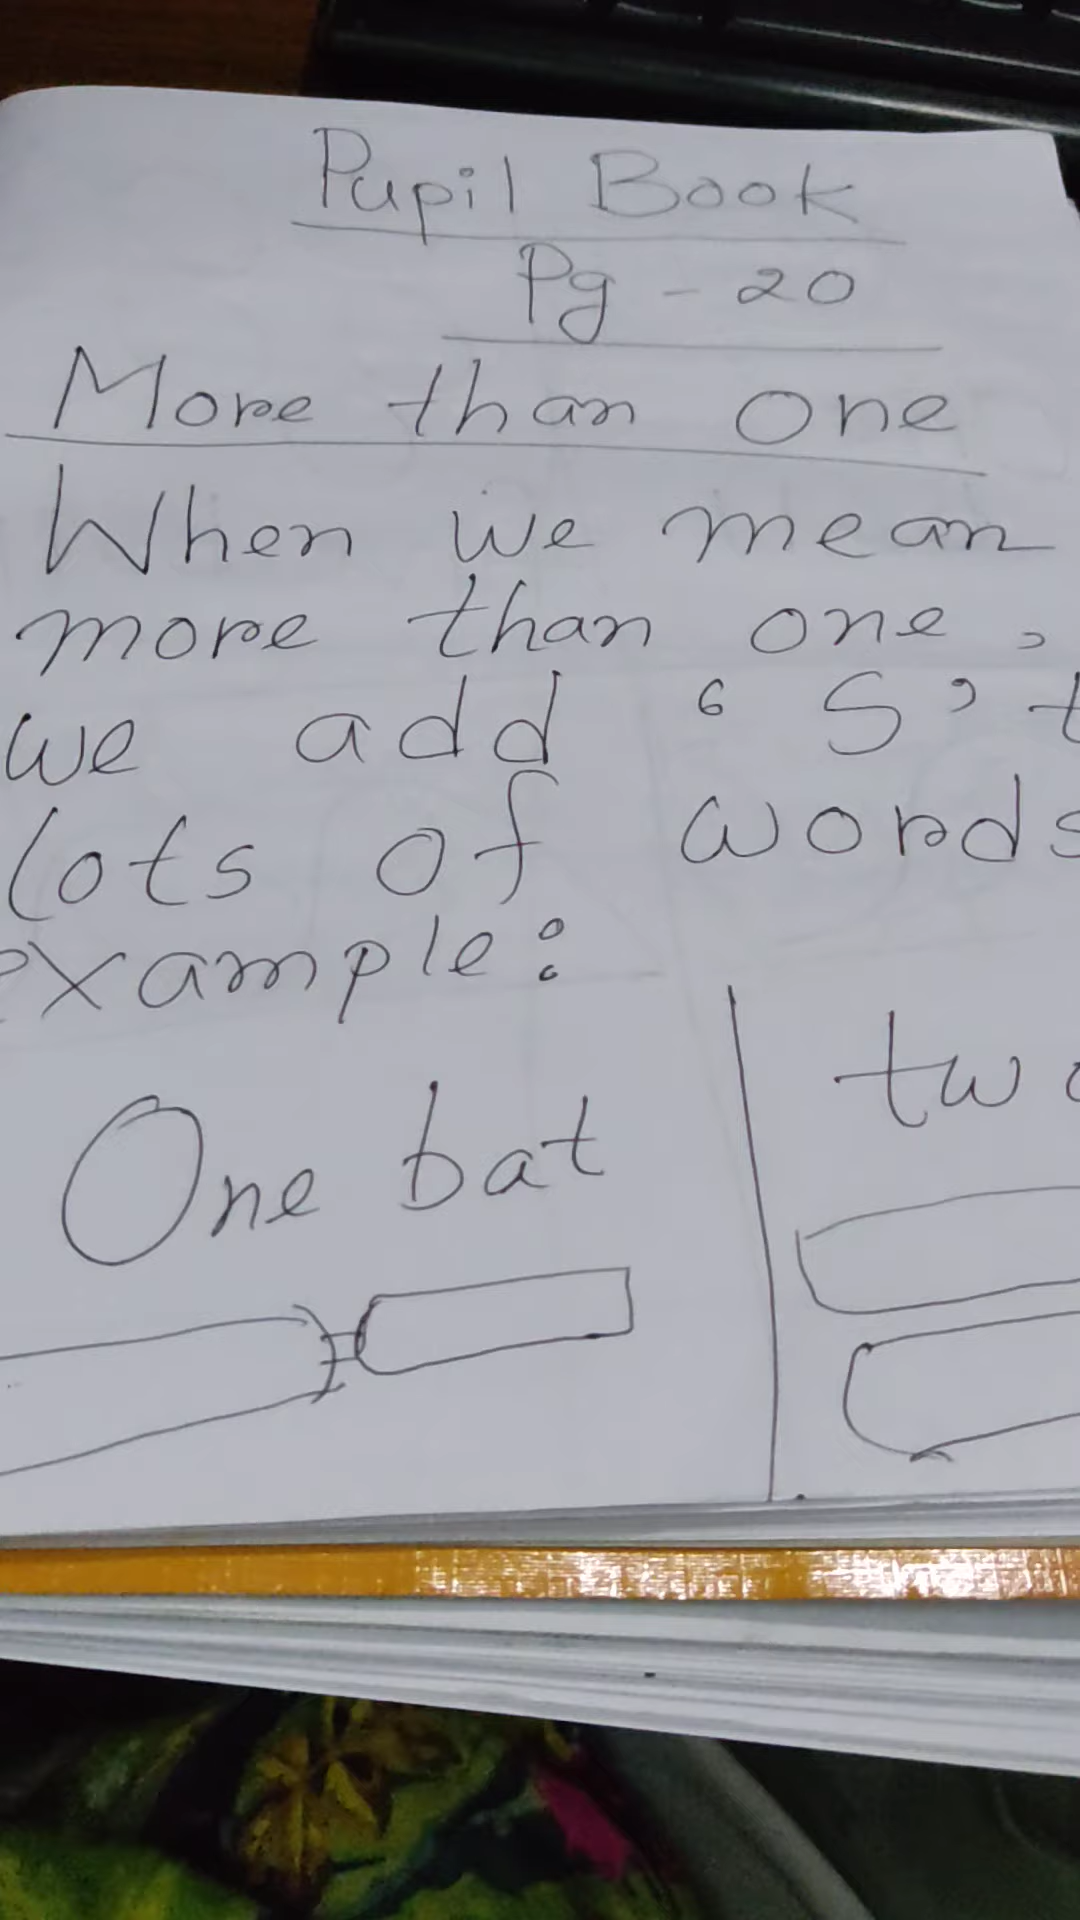 Pupil Book
Pg - 20
More than one
When we mean
more than one,
we add 'S' t
lots of words
example:
One bat
two